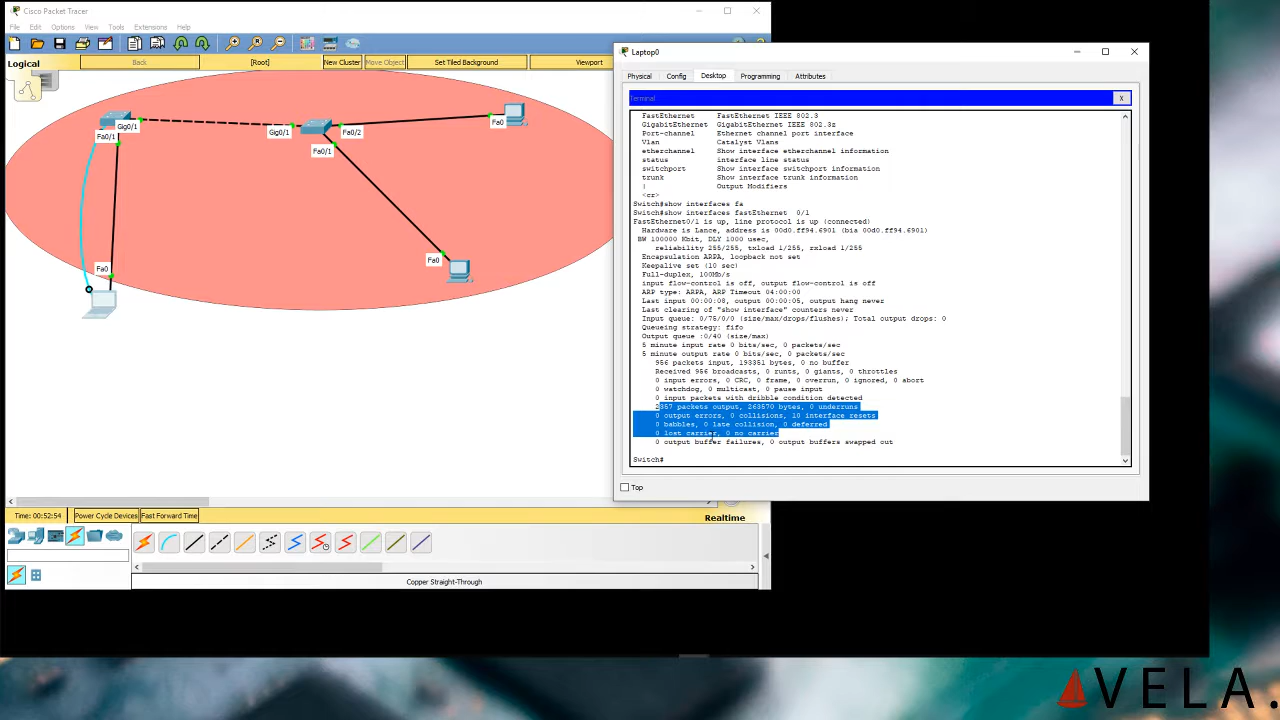 Cisco Packet Tracer
File Edit Options View Tools Extensions Help
Logical Back [Root] New Cluster Move Object Set Tiled Background Viewport
Gig0/1
Fa0/1
Gig0/1
Fa0/2
Fa0/1
Fa0
Fa0
Fa0
Time: 00:52:54 Power Cycle Devices Fast Forward Time
Realtime
Copper Straight-Through
Laptop0
Physical Config Desktop Programming Attributes
Terminal
X
FastEthernet FastEthernet IEEE 802.3
GigabitEthernet GigabitEthernet IEEE 802.3z
Port-channel Ethernet channel port interface
Vlan Catalyst Vlans
etherchannel Show interface etherchannel information
status interface line status
switchport Show interface switchport information
trunk Show interface trunk information
| Output Modifiers
<cr>
Switch#show interfaces fa
Switch#show interfaces fastEthernet 0/1
FastEthernet0/1 is up, line protocol is up (connected)
Hardware is Lance, address is 00d0.ff94.6901 (bia 00d0.ff94.6901)
BW 100000 Kbit, DLY 1000 usec,
reliability 255/255, txload 1/255, rxload 1/255
Encapsulation ARPA, loopback not set
Keepalive set (10 sec)
Full-duplex, 100Mb/s
input flow-control is off, output flow-control is off
ARP type: ARPA, ARP Timeout 04:00:00
Last input 00:00:08, output 00:00:05, output hang never
Last clearing of "show interface" counters never
Input queue: 0/75/0/0 (size/max/drops/flushes); Total output drops: 0
Queueing strategy: fifo
Output queue :0/40 (size/max)
5 minute input rate 0 bits/sec, 0 packets/sec
5 minute output rate 0 bits/sec, 0 packets/sec
956 packets input, 193351 bytes, 0 no buffer
Received 956 broadcasts, 0 runts, 0 giants, 0 throttles
0 input errors, 0 CRC, 0 frame, 0 overrun, 0 ignored, 0 abort
0 watchdog, 0 multicast, 0 pause input
0 input packets with dribble condition detected
2357 packets output, 263570 bytes, 0 underruns
0 output errors, 0 collisions, 10 interface resets
0 babbles, 0 late collision, 0 deferred
0 lost carrier, 0 no carrier
0 output buffer failures, 0 output buffers swapped out
Switch#
Top
VELA.